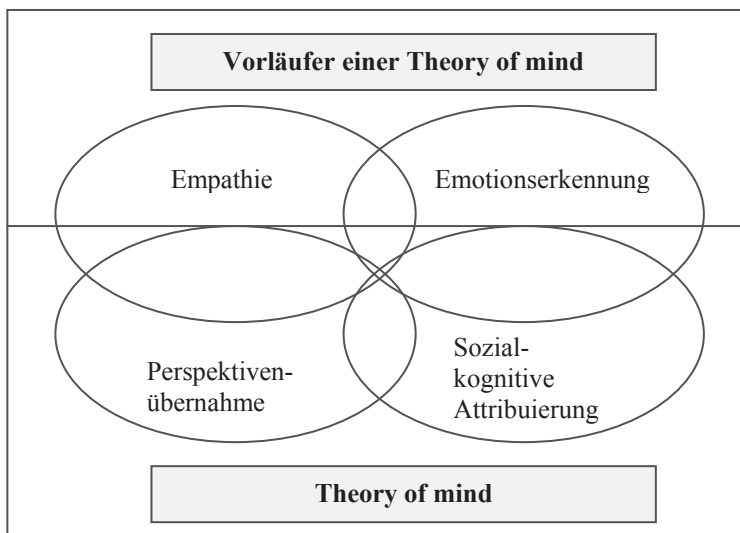 Vorläufer einer Theory of mind
Empathie
Emotionserkennung
Perspektiven-
übernahme
Sozial-
kognitive
Attribuierung
Theory of mind